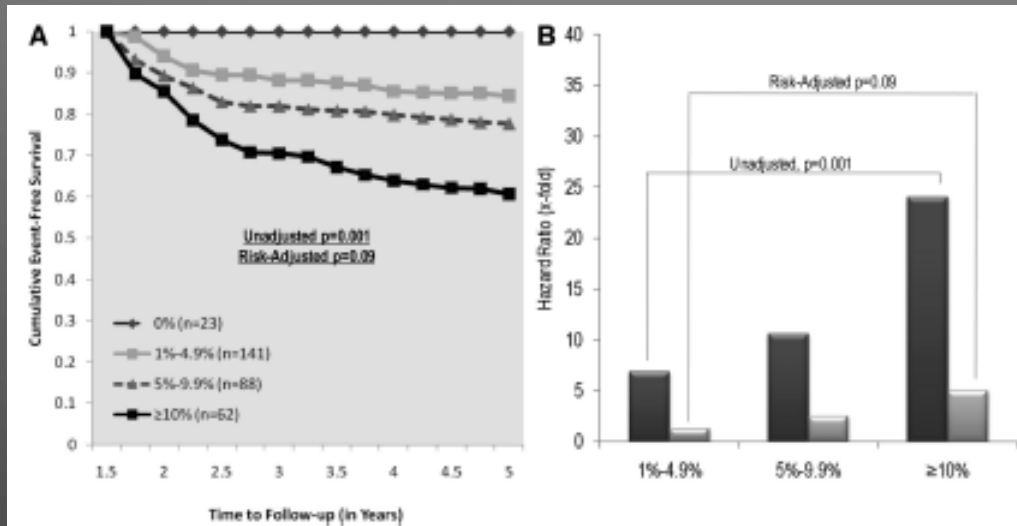 A
Cumulative Event-Free Survival
1
0.9
0.8
0.7
0.6
0.5
0.4
0.3
0.2
0.1
0
Unadjusted p=0.001
Risk-Adjusted p=0.09
0% (n=23)
1%-4.9% (n=141)
5%-9.9% (n=88)
≥10% (n=62)
1.5 2 2.5 3 3.5 4 4.5 5
Time to Follow-up (in Years)
B
Hazard Ratio (x-fold)
40
35
30
25
20
15
10
5
0
Risk-Adjusted p=0.09
Unadjusted, p=0.001
1%-4.9% 5%-9.9% ≥10%